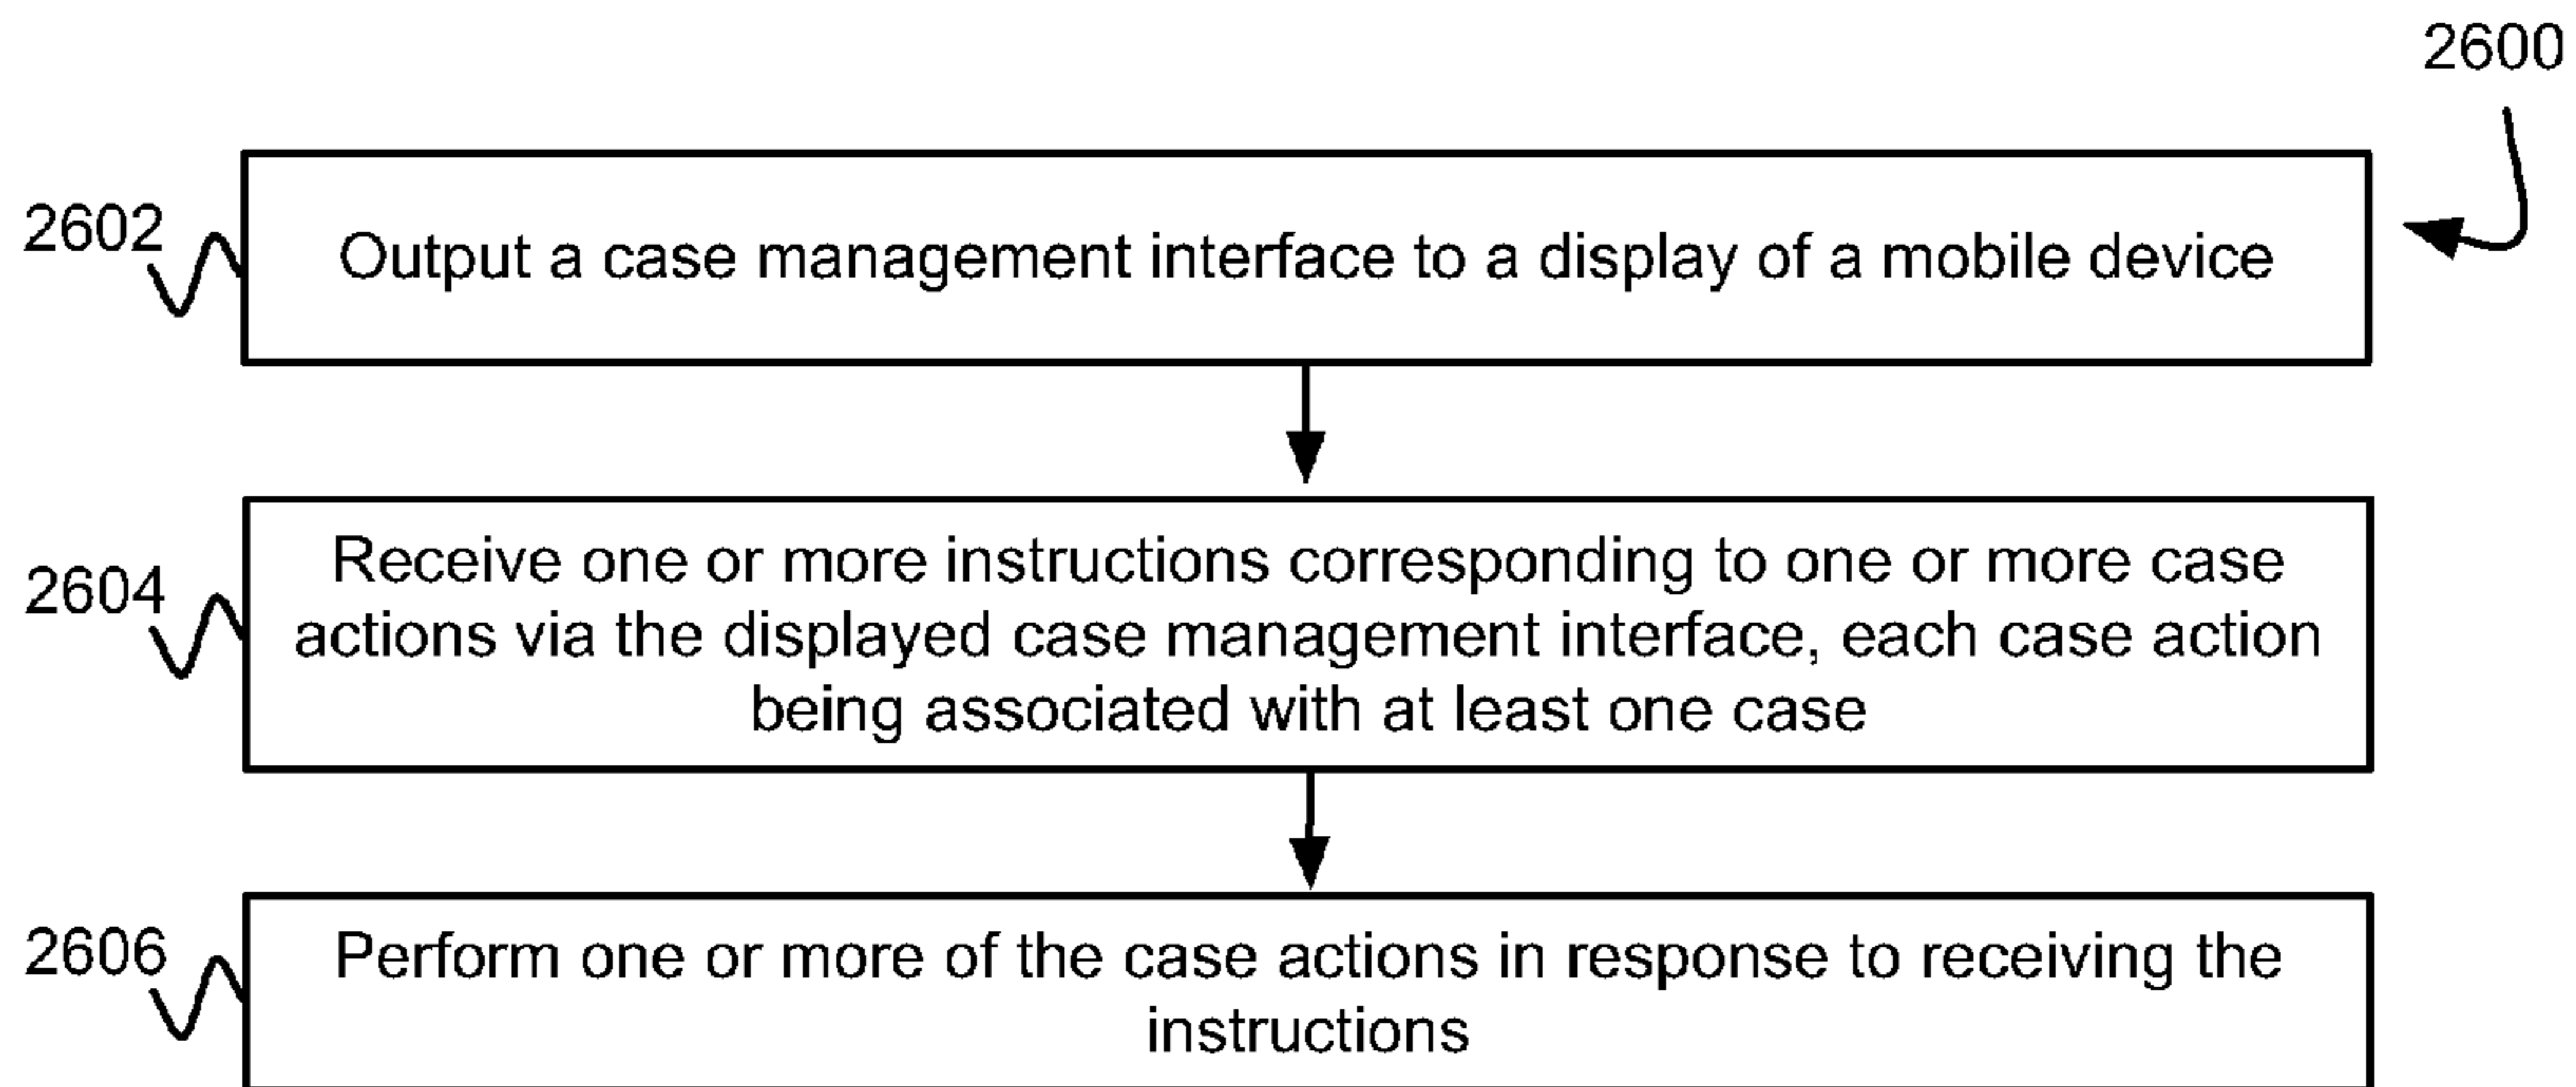 2600
2602
Output a case management interface to a display of a mobile device
2604
Receive one or more instructions corresponding to one or more case
actions via the displayed case management interface, each case action
being associated with at least one case
2606
Perform one or more of the case actions in response to receiving the
instructions